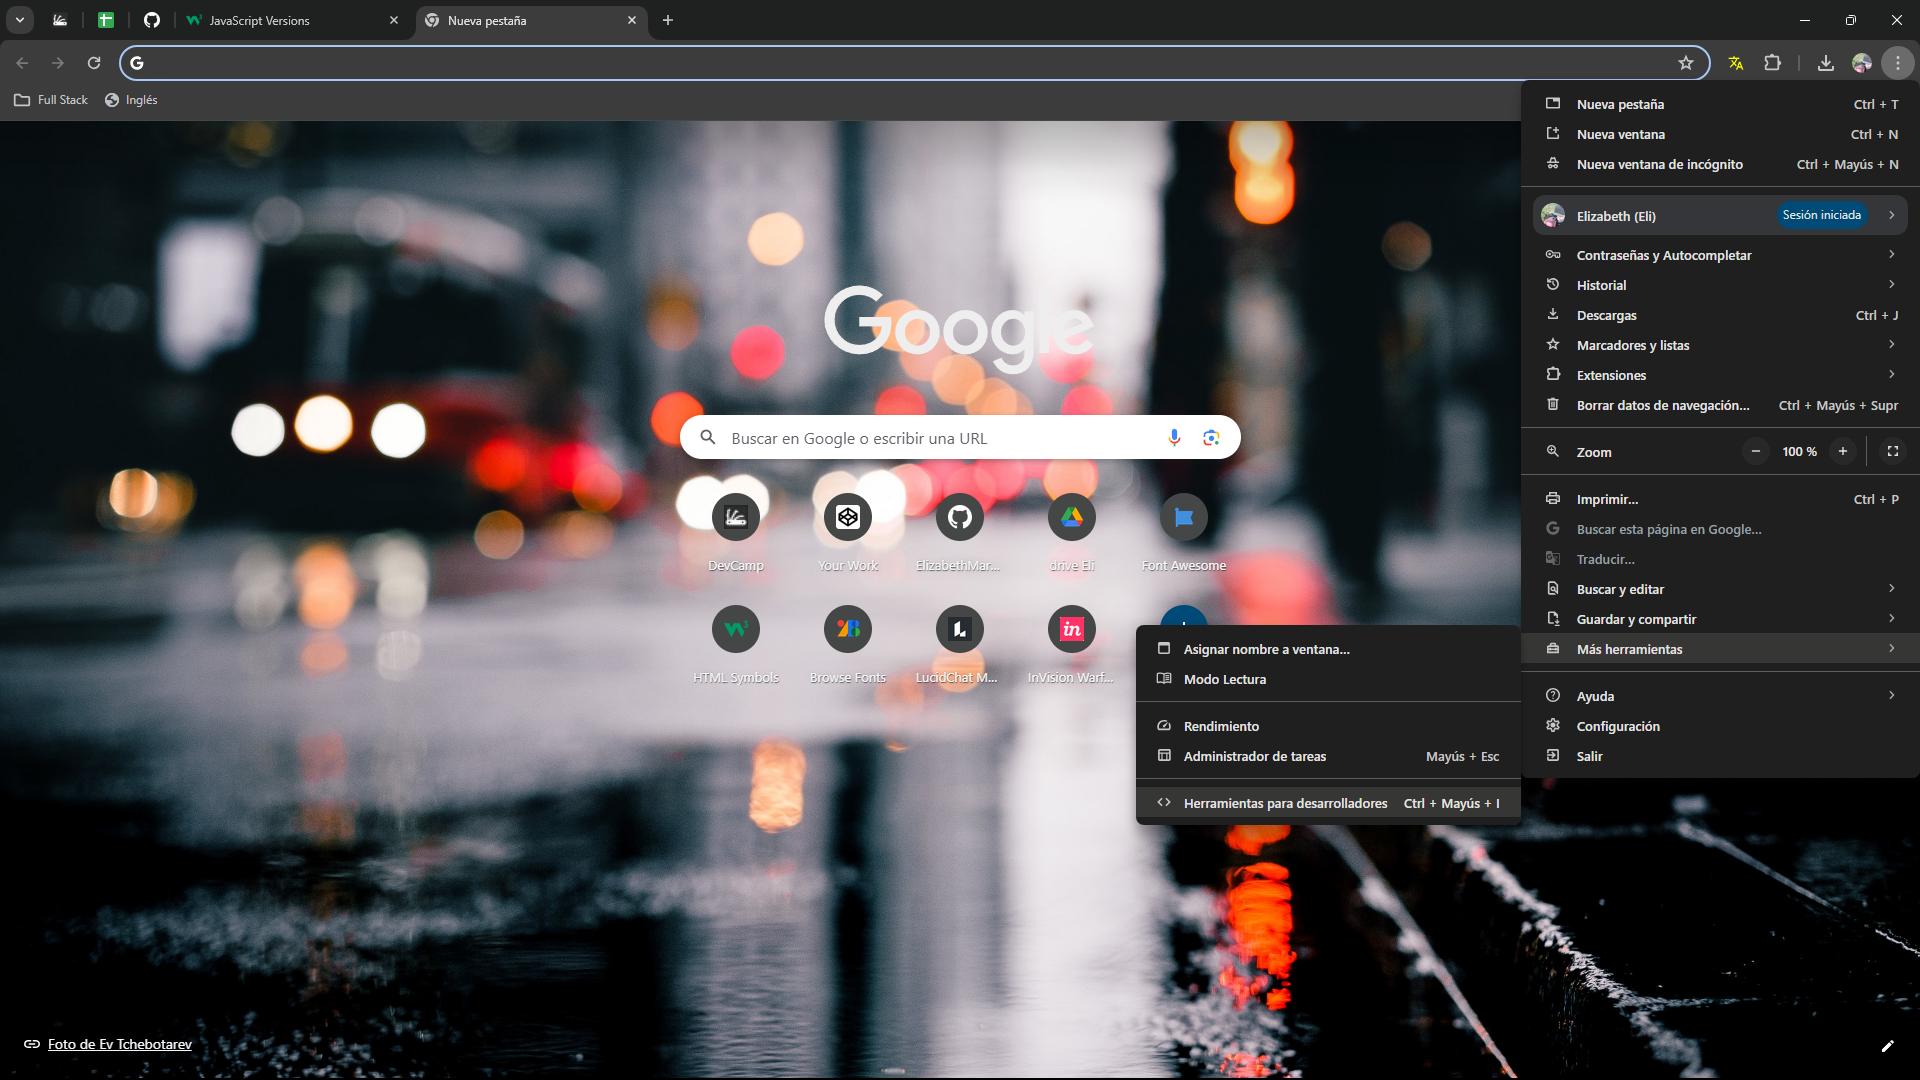 JavaScript Versions
Nueva pestaña
Full Stack
Inglés
Nueva pestaña Ctrl + T
Nueva ventana Ctrl + N
Nueva ventana de incógnito Ctrl + Mayús + N
Elizabeth (Eli) Sesión iniciada
Contraseñas y Autocompletar
Historial
Descargas Ctrl + J
Marcadores y listas
Extensiones
Borrar datos de navegación... Ctrl + Mayús + Supr
Zoom 100 %
Imprimir... Ctrl + P
Buscar esta página en Google...
Traducir...
Buscar y editar
Guardar y compartir
Más herramientas
Ayuda
Configuración
Salir
Google
Buscar en Google o escribir una URL
DevCamp
Your Work
ElizabethMar...
drive Eli
Font Awesome
HTML Symbols
Browse Fonts
LucidChat M...
InVision Warf...
Asignar nombre a ventana...
Modo Lectura
Rendimiento
Administrador de tareas Mayús + Esc
Herramientas para desarrolladores Ctrl + Mayús + I
Foto de Ev Tchebotarev